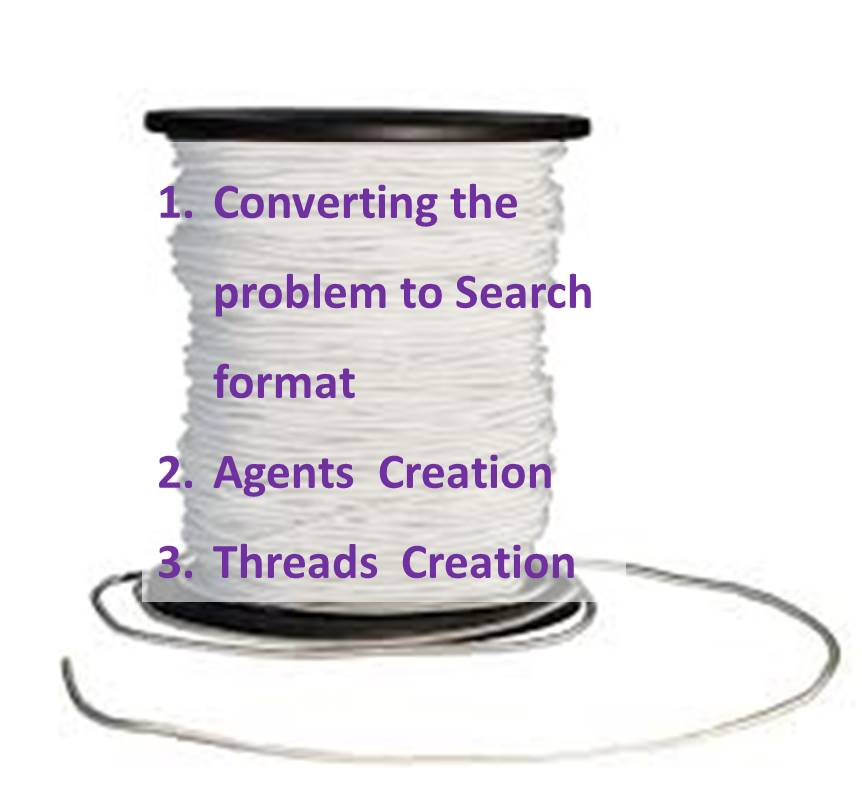 1. Converting the
problem to Search
format
2. Agents  Creation
3. Threads  Creation